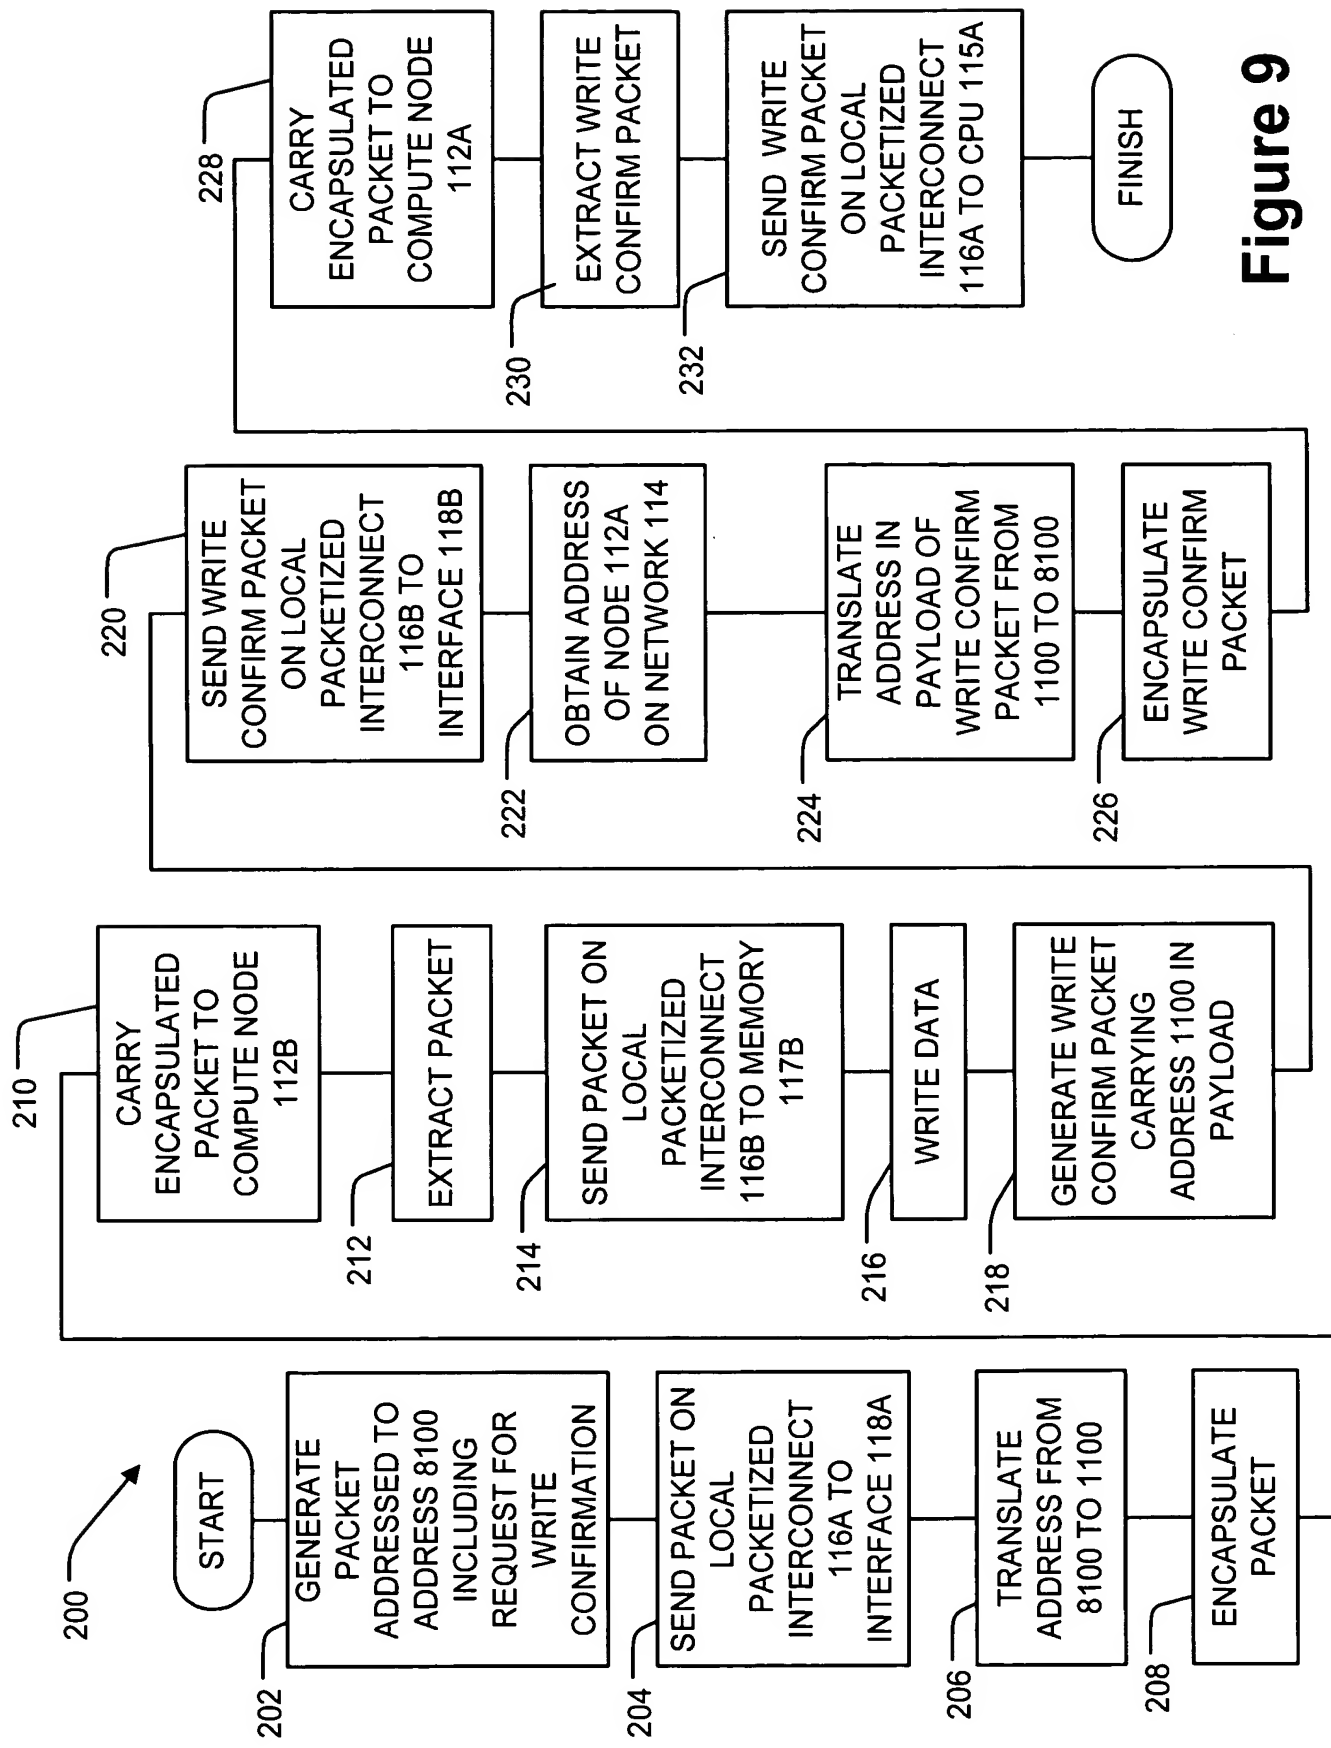 200
START
202
GENERATE
PACKET
ADDRESSED TO
ADDRESS 8100
INCLUDING
REQUEST FOR
WRITE
CONFIRMATION
204
SEND PACKET ON
LOCAL
PACKETIZED
INTERCONNECT
116A TO
INTERFACE 118A
206
TRANSLATE
ADDRESS FROM
8100 TO 1100
208
ENCAPSULATE
PACKET
210
CARRY
ENCAPSULATED
PACKET TO
COMPUTE NODE
112B
212
EXTRACT PACKET
214
SEND PACKET ON
LOCAL
PACKETIZED
INTERCONNECT
116B TO MEMORY
117B
216
WRITE DATA
218
GENERATE WRITE
CONFIRM PACKET
CARRYING
ADDRESS 1100 IN
PAYLOAD
220
SEND WRITE
CONFIRM PACKET
ON LOCAL
PACKETIZED
INTERCONNECT
116B TO
INTERFACE 118B
222
OBTAIN ADDRESS
OF NODE 112A
ON NETWORK 114
224
TRANSLATE
ADDRESS IN
PAYLOAD OF
WRITE CONFIRM
PACKET FROM
1100 TO 8100
226
ENCAPSULATE
WRITE CONFIRM
PACKET
228
CARRY
ENCAPSULATED
PACKET TO
COMPUTE NODE
112A
230
EXTRACT WRITE
CONFIRM PACKET
232
SEND WRITE
CONFIRM PACKET
ON LOCAL
PACKETIZED
INTERCONNECT
116A TO CPU 115A
FINISH
Figure 9